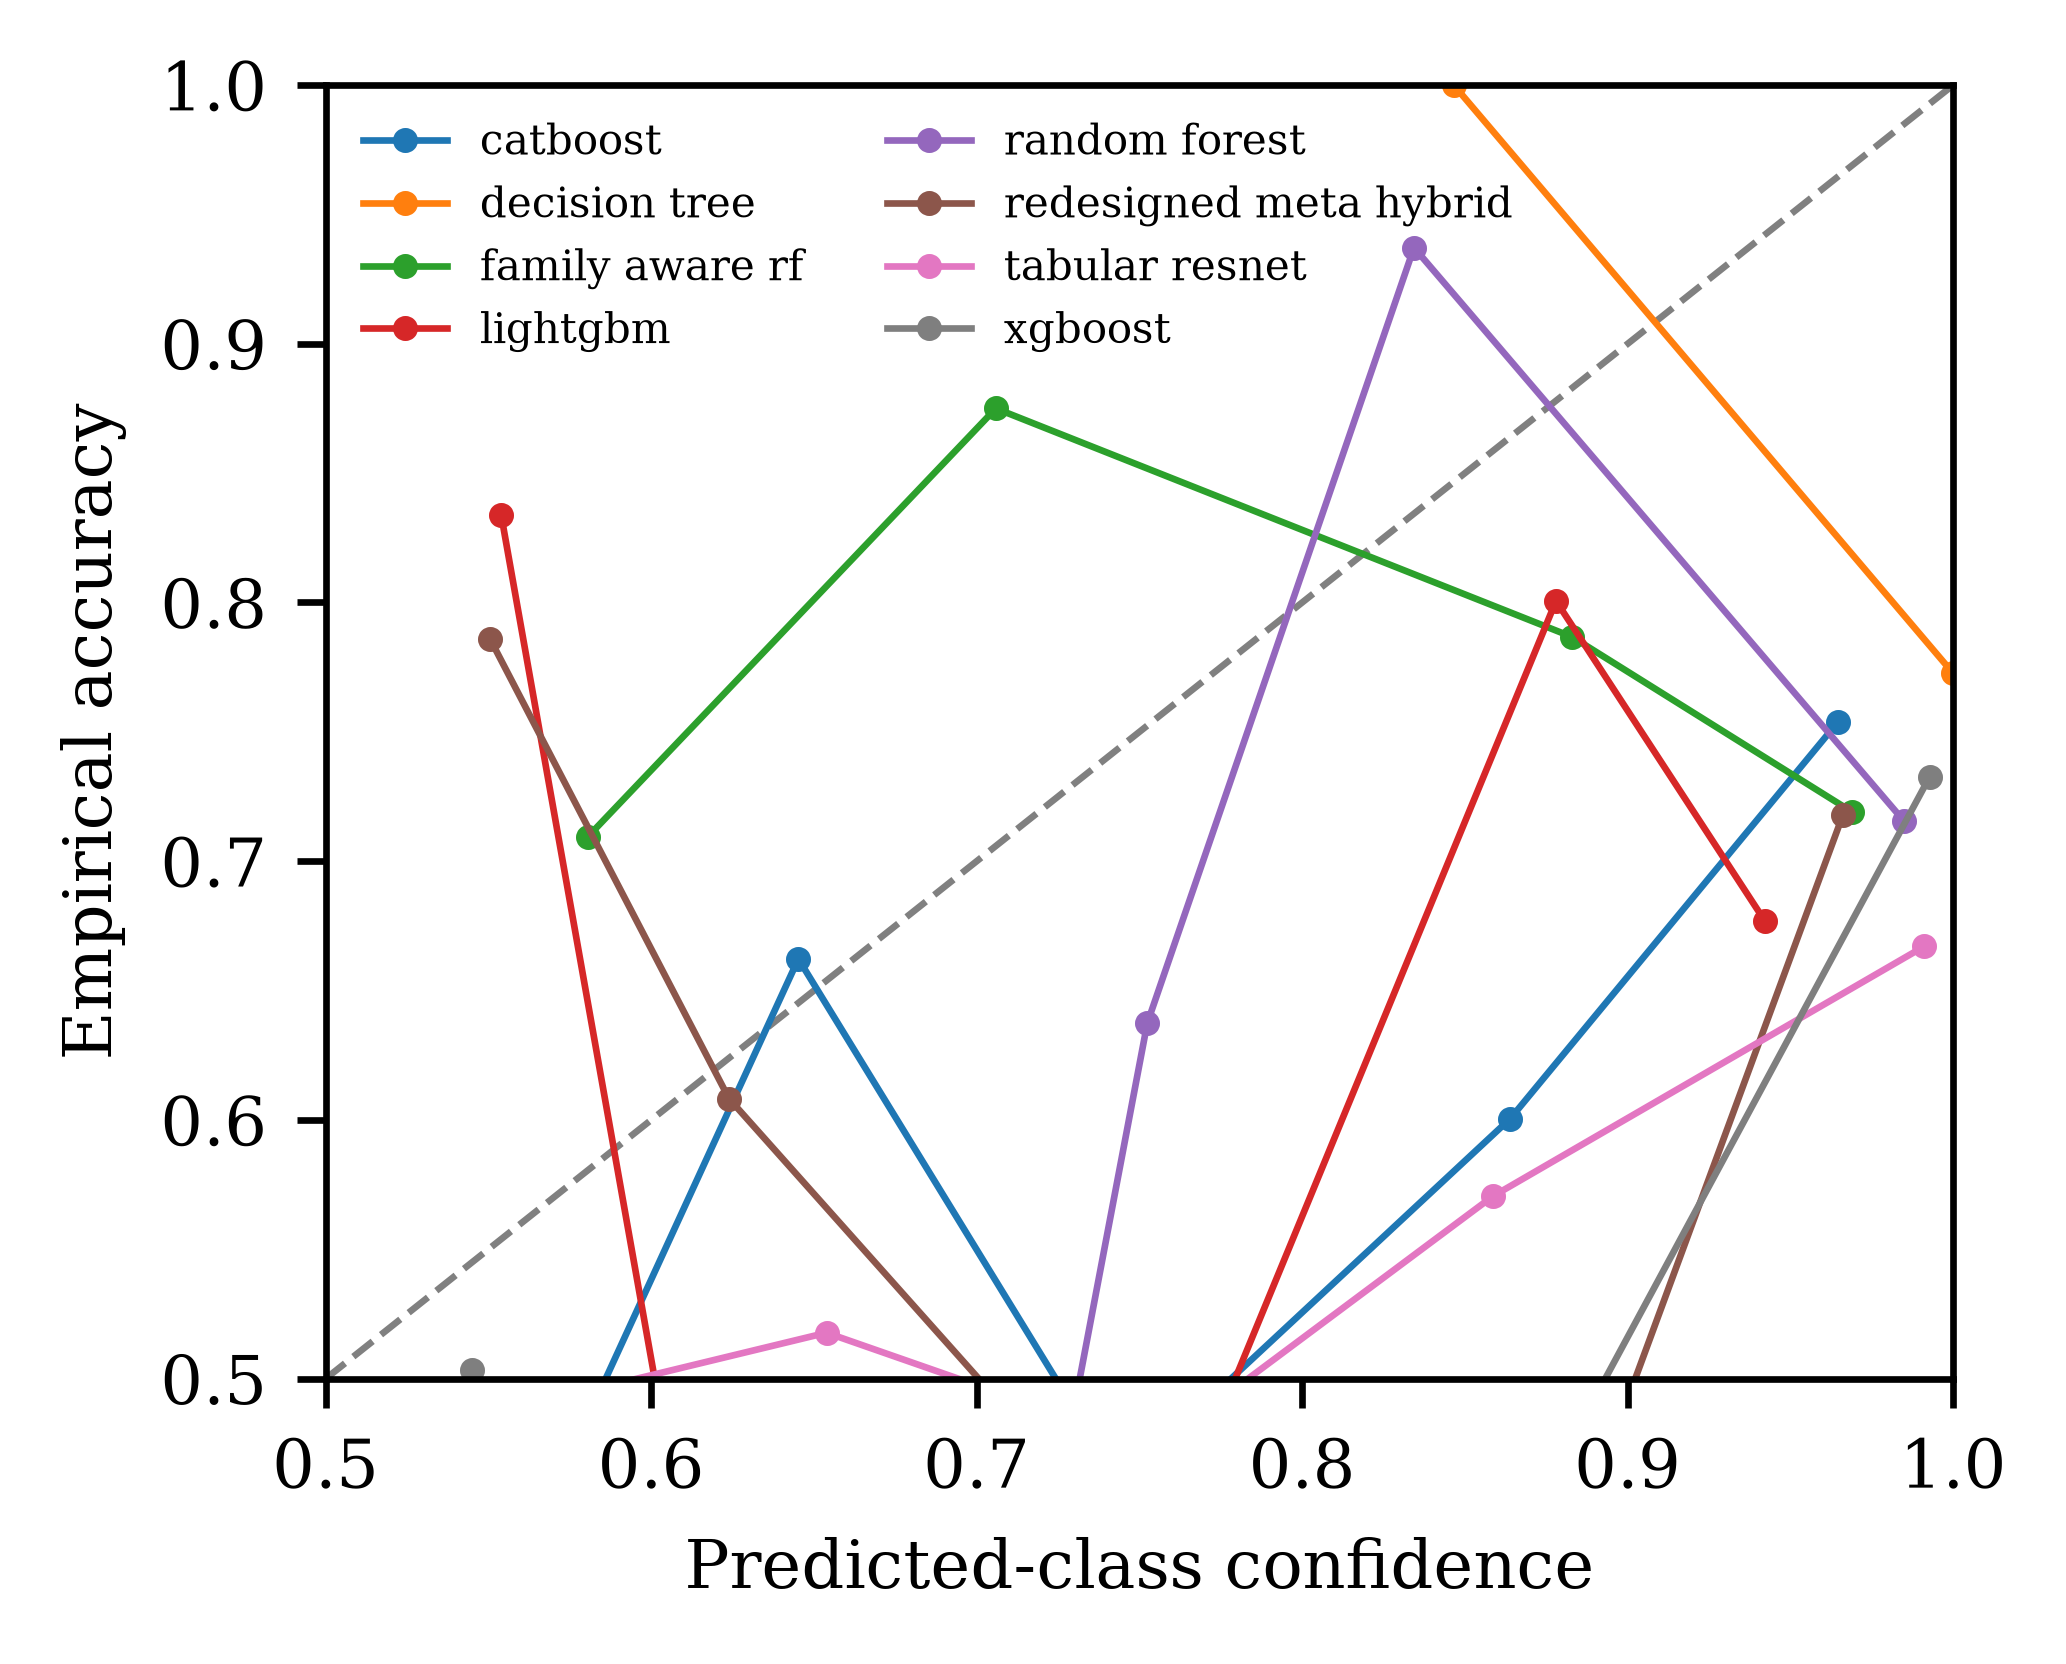 1.0
0.9
0.8
0.7
0.6
0.5
Empirical accuracy
catboost
decision tree
family aware rf
lightgbm
random forest
redesigned meta hybrid
tabular resnet
xgboost
0.5 0.6 0.7 0.8 0.9 1.0
Predicted-class confidence